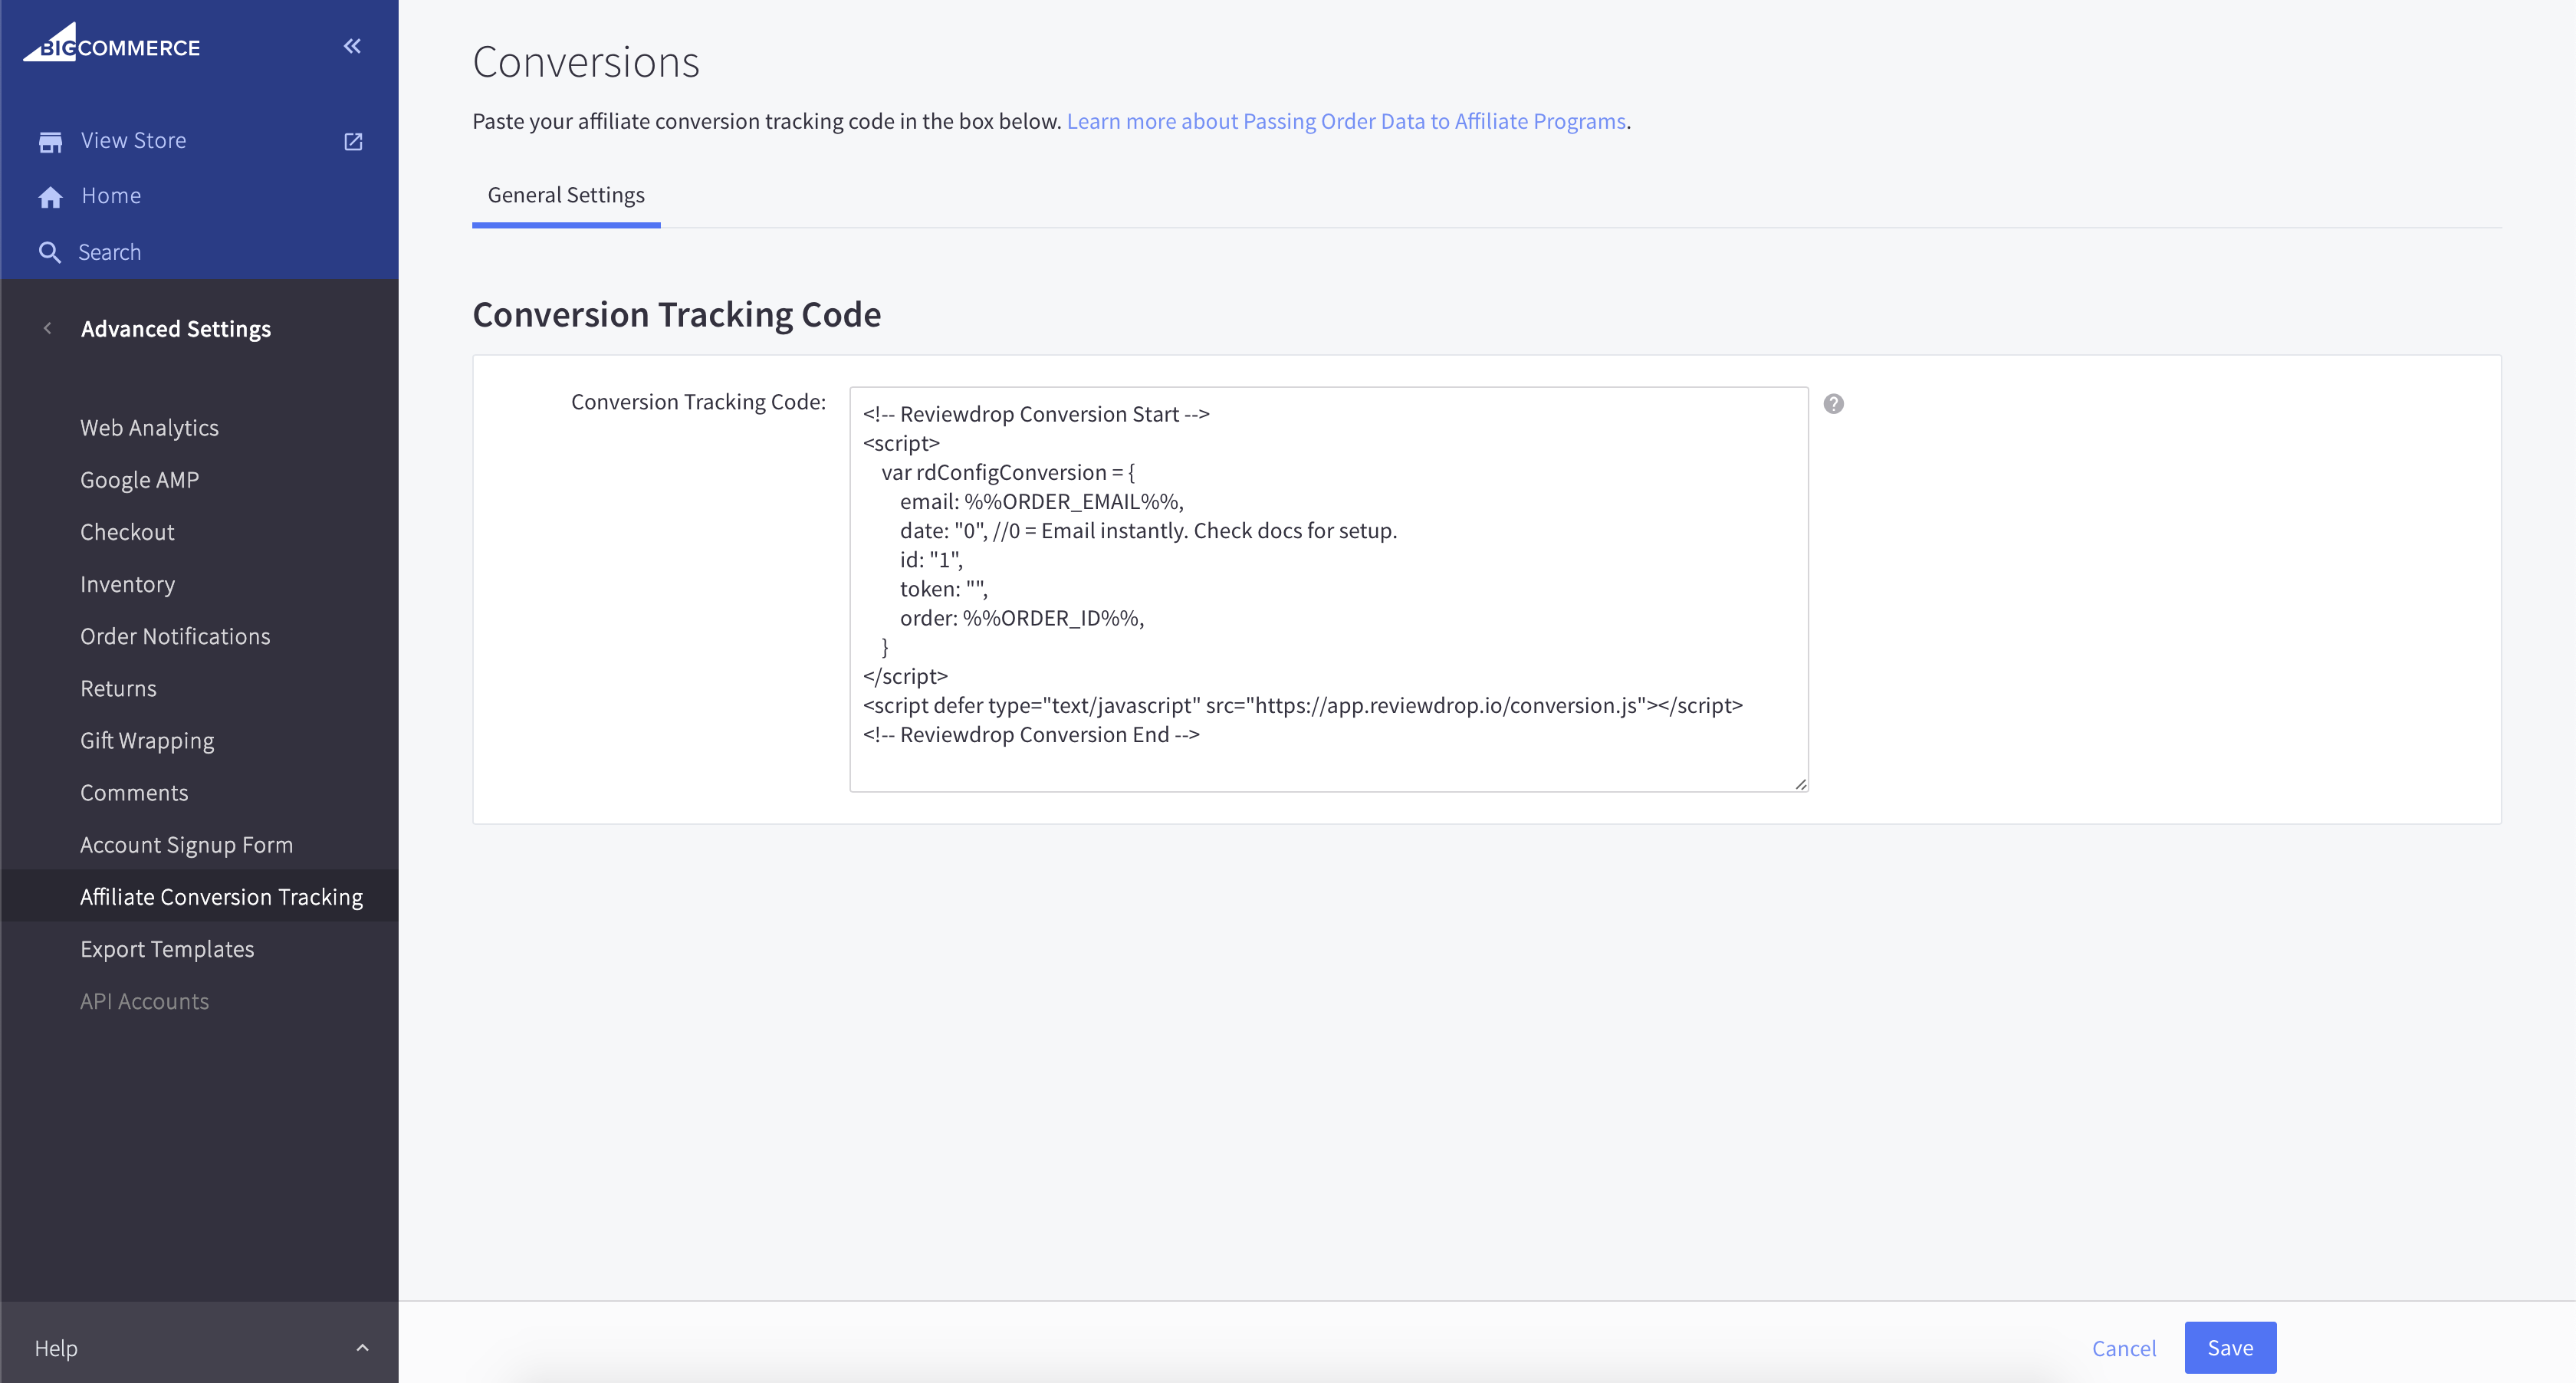 BIGCOMMERCE
View Store
Home
Search
Advanced Settings
Web Analytics
Google AMP
Checkout
Inventory
Order Notifications
Returns
Gift Wrapping
Comments
Account Signup Form
Affiliate Conversion Tracking
Export Templates
API Accounts
Help
Conversions
Paste your affiliate conversion tracking code in the box below. Learn more about Passing Order Data to Affiliate Programs.
General Settings
Conversion Tracking Code
Conversion Tracking Code:
<!-- Reviewdrop Conversion Start -->
<script>
var rdConfigConversion = {
email: %%ORDER_EMAIL%%,
date: "0", //0 = Email instantly. Check docs for setup.
id: "1",
token: "",
order: %%ORDER_ID%%,
}
</script>
<script defer type="text/javascript" src="https://app.reviewdrop.io/conversion.js"></script>
<!-- Reviewdrop Conversion End -->
?
Cancel
Save